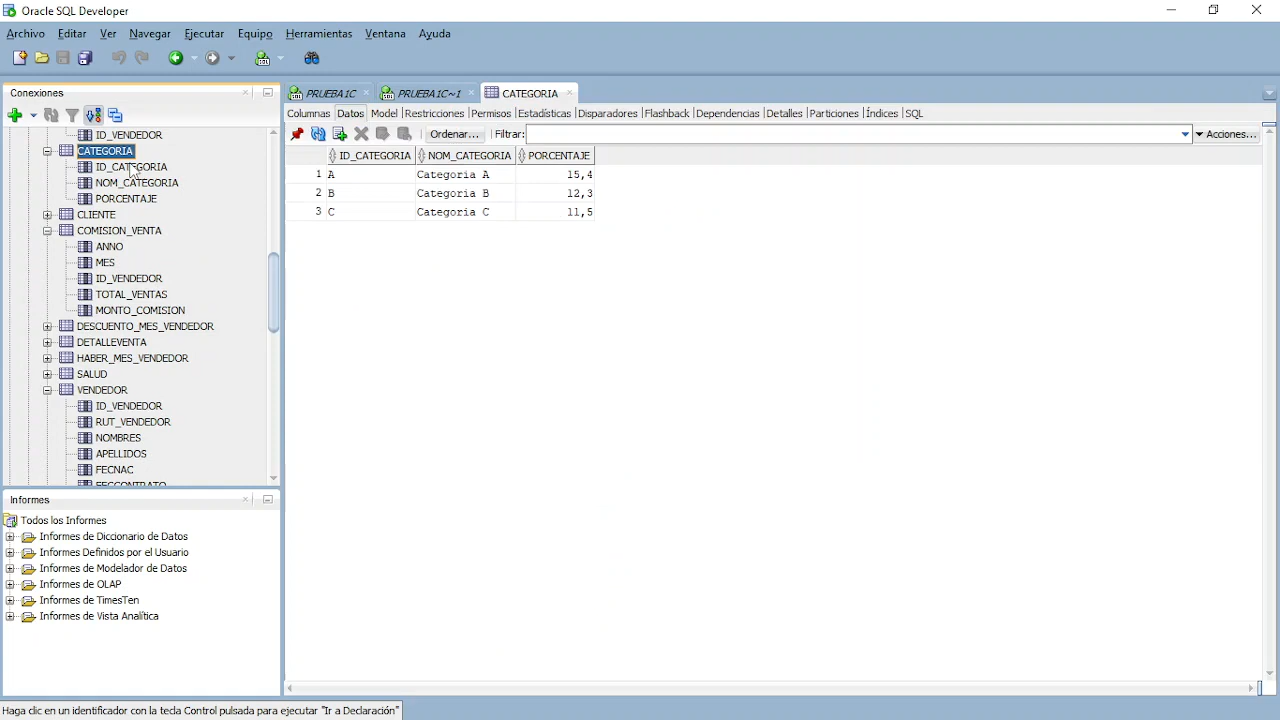 Oracle SQL Developer
Archivo Editar Ver Navegar Ejecutar Equipo Herramientas Ventana Ayuda
Conexiones
PRUEBA1C PRUEBA1C~1 CATEGORIA
Columnas Datos Model Restricciones Permisos Estadísticas Disparadores Flashback Dependencias Detalles Particiones Índices SQL
Ordenar... Filtrar: Acciones...
ID_CATEGORIA NOM_CATEGORIA PORCENTAJE
1 A Categoria A 15,4
2 B Categoria B 12,3
3 C Categoria C 11,5
ID_VENDEDOR
CATEGORIA
ID_CATEGORIA
NOM_CATEGORIA
PORCENTAJE
CLIENTE
COMISION_VENTA
ANNO
MES
ID_VENDEDOR
TOTAL_VENTAS
MONTO_COMISION
DESCUENTO_MES_VENDEDOR
DETALLEVENTA
HABER_MES_VENDEDOR
SALUD
VENDEDOR
ID_VENDEDOR
RUT_VENDEDOR
NOMBRES
APELLIDOS
FECNAC
Informes
Todos los Informes
Informes de Diccionario de Datos
Informes Definidos por el Usuario
Informes de Modelador de Datos
Informes de OLAP
Informes de TimesTen
Informes de Vista Analítica
Haga clic en un identificador con la tecla Control pulsada para ejecutar "Ir a Declaración"